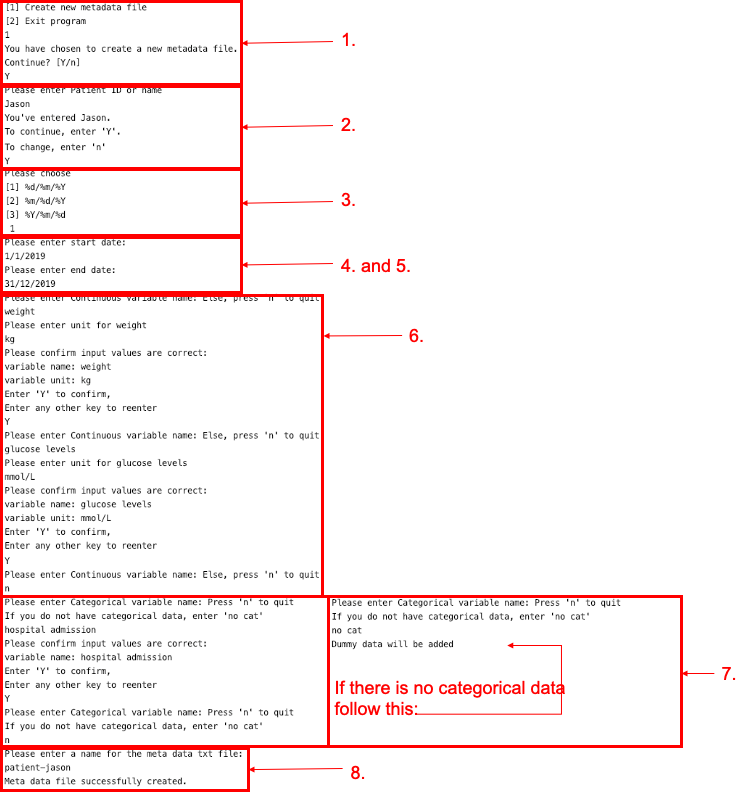 [1] Create new metadata file
[2] Exit program
1
You have chosen to create a new metadata file.
Continue? [Y/n]
Y
1.
Please enter Patient ID or name
Jason
You've entered Jason.
To continue, enter 'Y'.
To change, enter 'n'
Y
2.
Please choose
[1] %d/%m/%Y
[2] %m/%d/%Y
[3] %Y/%m/%d
1
3.
Please enter start date:
1/1/2019
Please enter end date:
31/12/2019
4. and 5.
Please enter Continuous variable name: Else, press 'n' to quit
weight
Please enter unit for weight
kg
Please confirm input values are correct:
variable name: weight
variable unit: kg
Enter 'Y' to confirm,
Enter any other key to reenter
Y
Please enter Continuous variable name: Else, press 'n' to quit
glucose levels
Please enter unit for glucose levels
mmol/L
Please confirm input values are correct:
variable name: glucose levels
variable unit: mmol/L
Enter 'Y' to confirm,
Enter any other key to reenter
Y
Please enter Continuous variable name: Else, press 'n' to quit
n
6.
Please enter Categorical variable name: Press 'n' to quit
If you do not have categorical data, enter 'no cat'
hospital admission
Please confirm input values are correct:
variable name: hospital admission
Enter 'Y' to confirm,
Enter any other key to reenter
Y
Please enter Categorical variable name: Press 'n' to quit
If you do not have categorical data, enter 'no cat'
n
Please enter Categorical variable name: Press 'n' to quit
If you do not have categorical data, enter 'no cat'
no cat
Dummy data will be added
If there is no categorical data
follow this:
7.
Please enter a name for the meta data txt file:
patient-jason
Meta data file successfully created.
8.